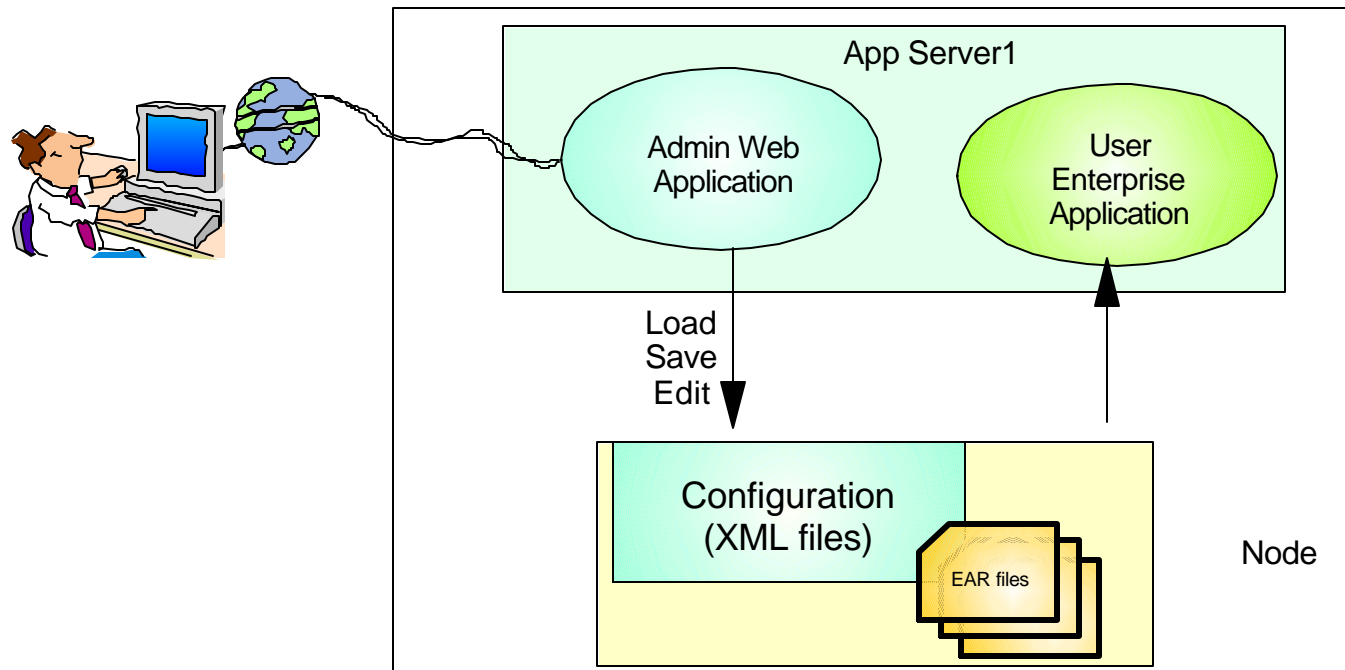 App Server1
Admin Web
Application
User
Enterprise
Application
Load
Save
Edit
Configuration
(XML files)
EAR files
Node